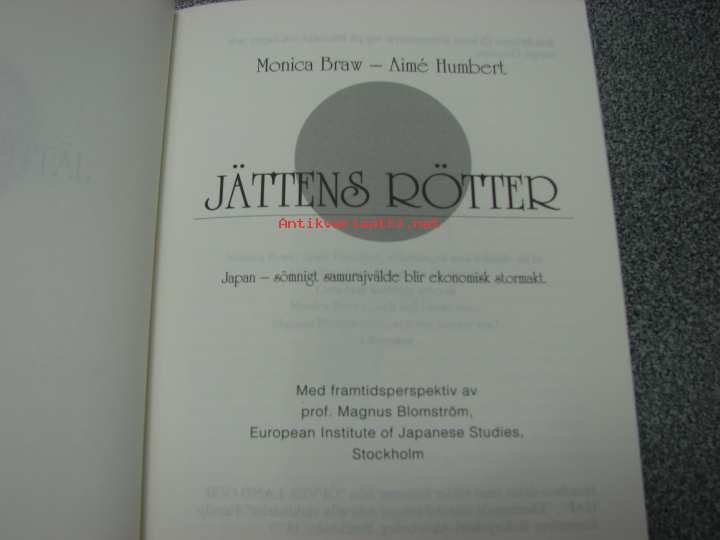 Monica Braw – Aimé Humbert
JÄTTENS RÖTTER
Antikvariaatti.net
Japan – sömnigt samurajvälde blir ekonomisk stormakt.
Med framtidsperspektiv av
prof. Magnus Blomström,
European Institute of Japanese Studies,
Stockholm